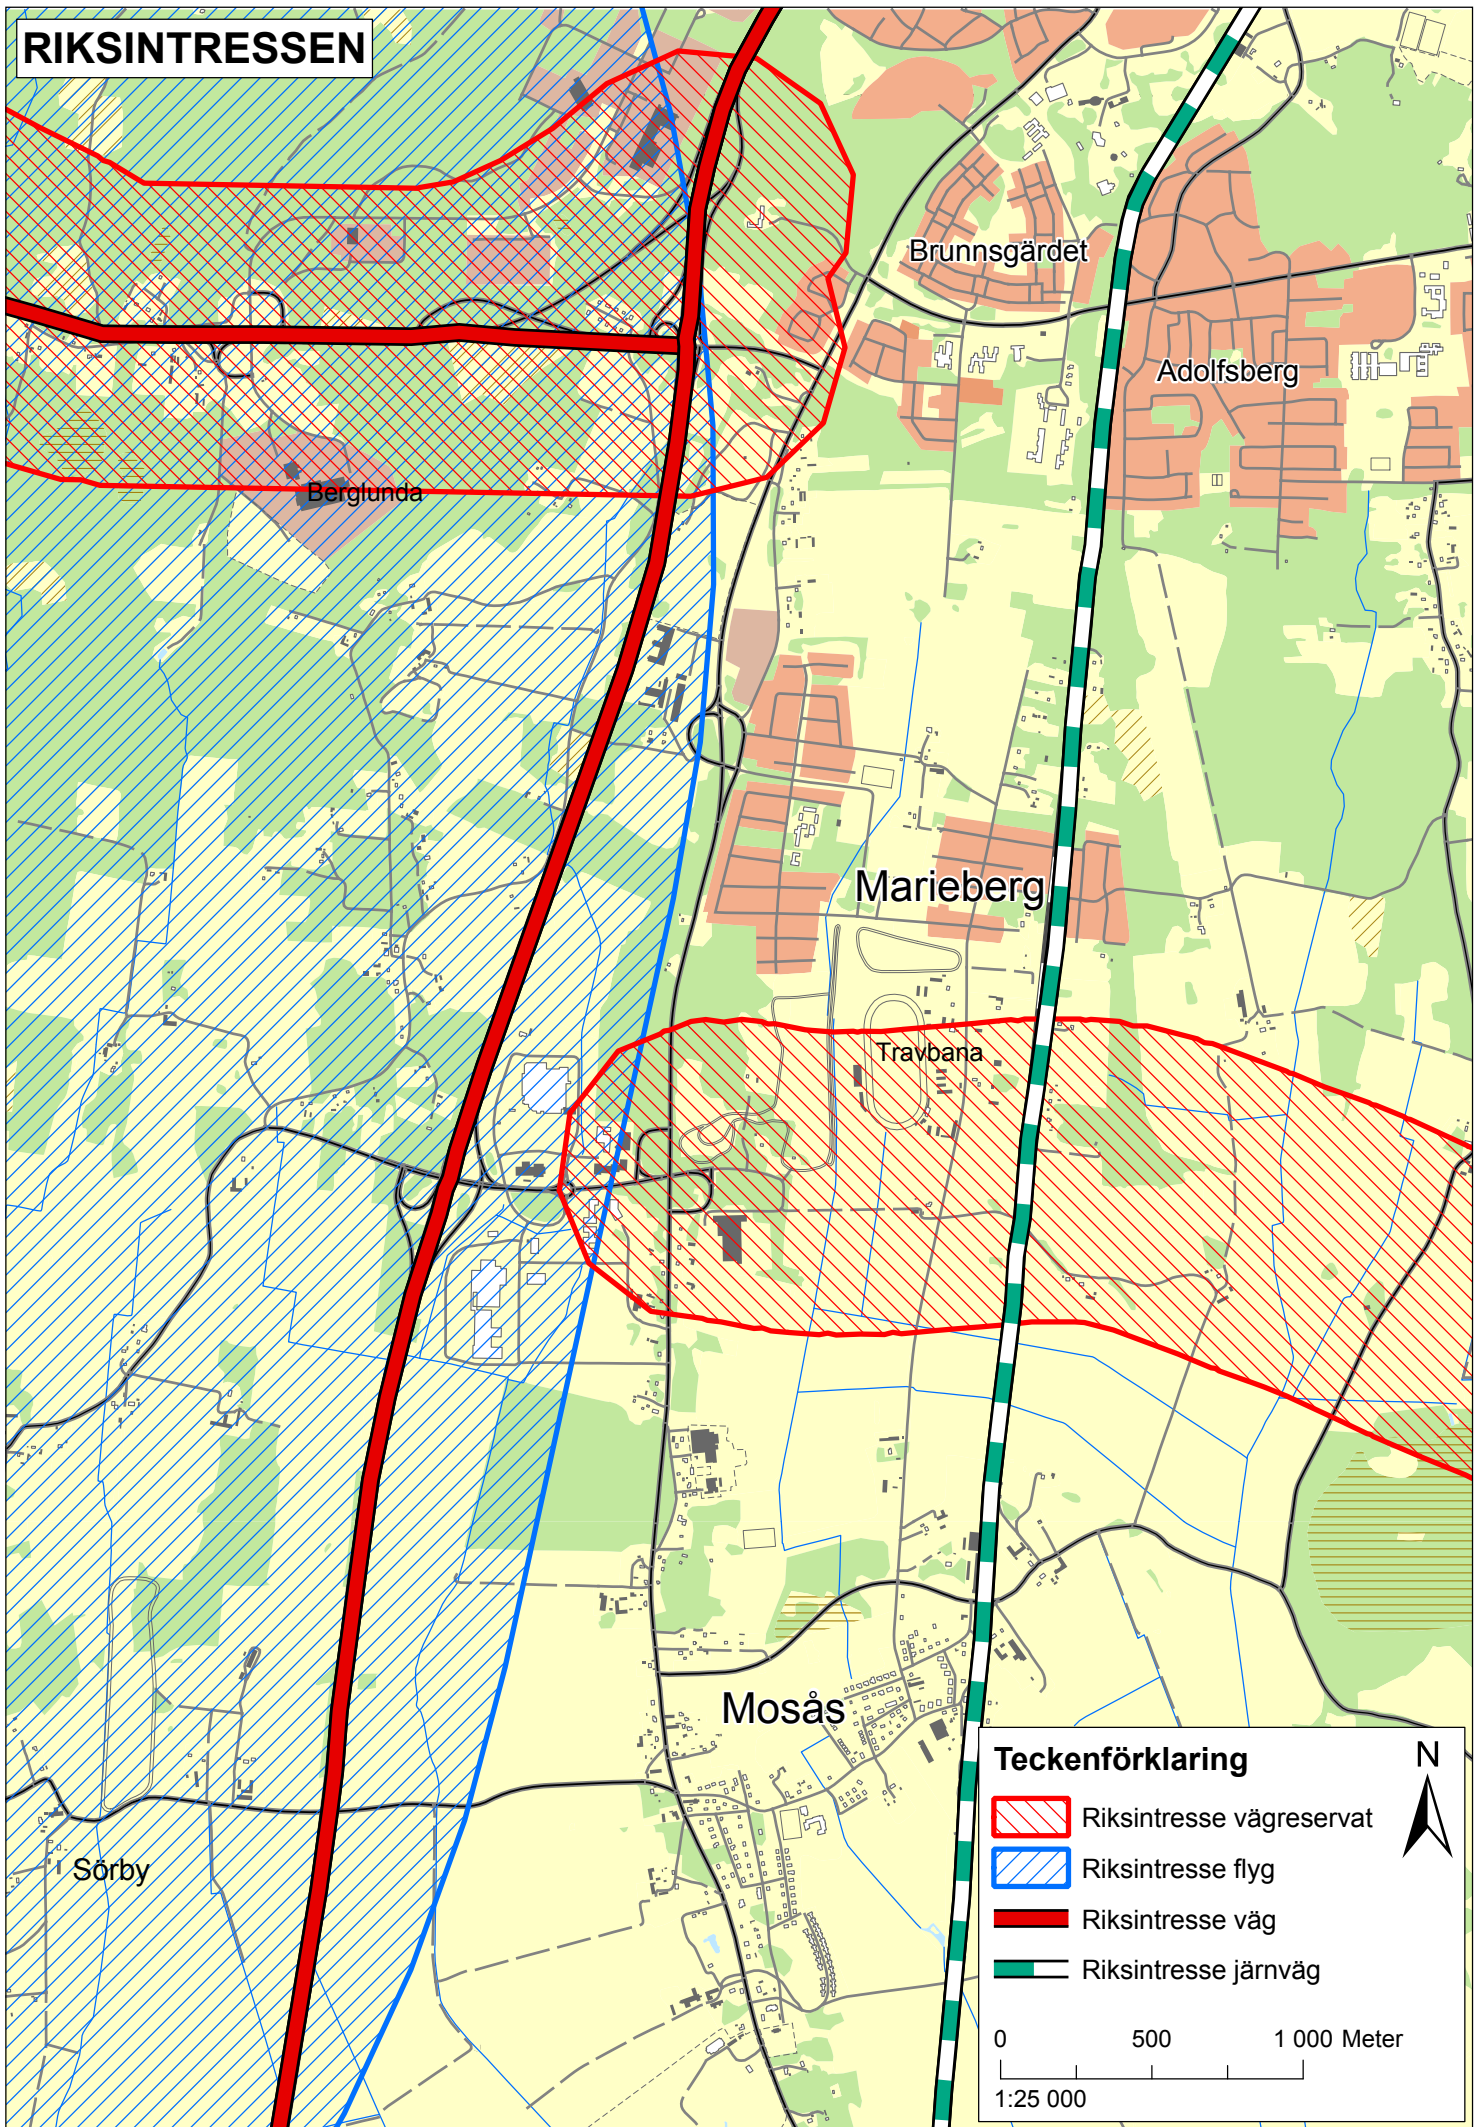 RIKSINTRESSEN
Brunnsgärdet
Adolfsberg
Berglunda
Marieberg
Travbana
Mosås
Sörby
Teckenförklaring
N
Riksintresse vägreservat
Riksintresse flyg
Riksintresse väg
Riksintresse järnväg
0 500 1 000 Meter
1:25 000